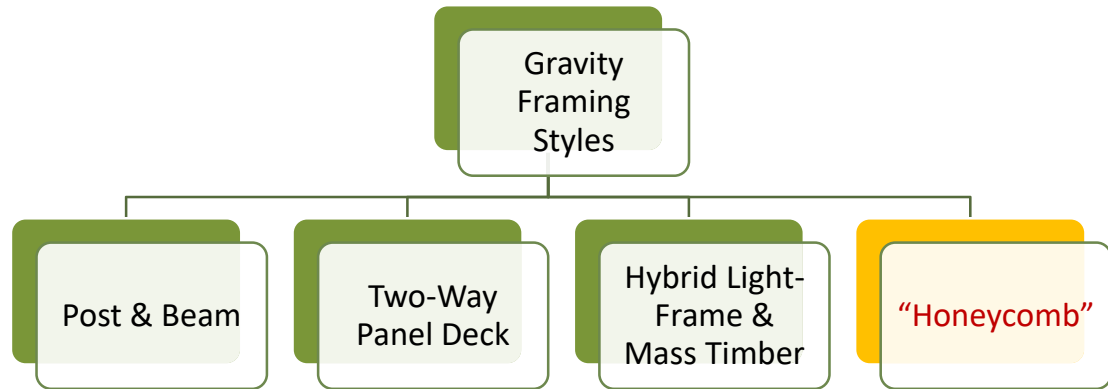 Gravity
Framing
Styles
Post & Beam
Two-Way
Panel Deck
Hybrid Light-
Frame &
Mass Timber
“Honeycomb”